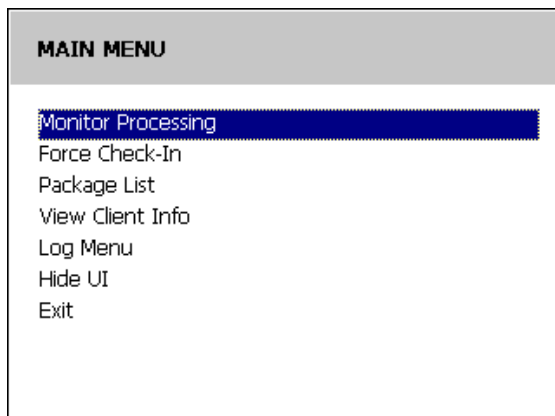 MAIN MENU
Monitor Processing
Force Check-In
Package List
View Client Info
Log Menu
Hide UI
Exit